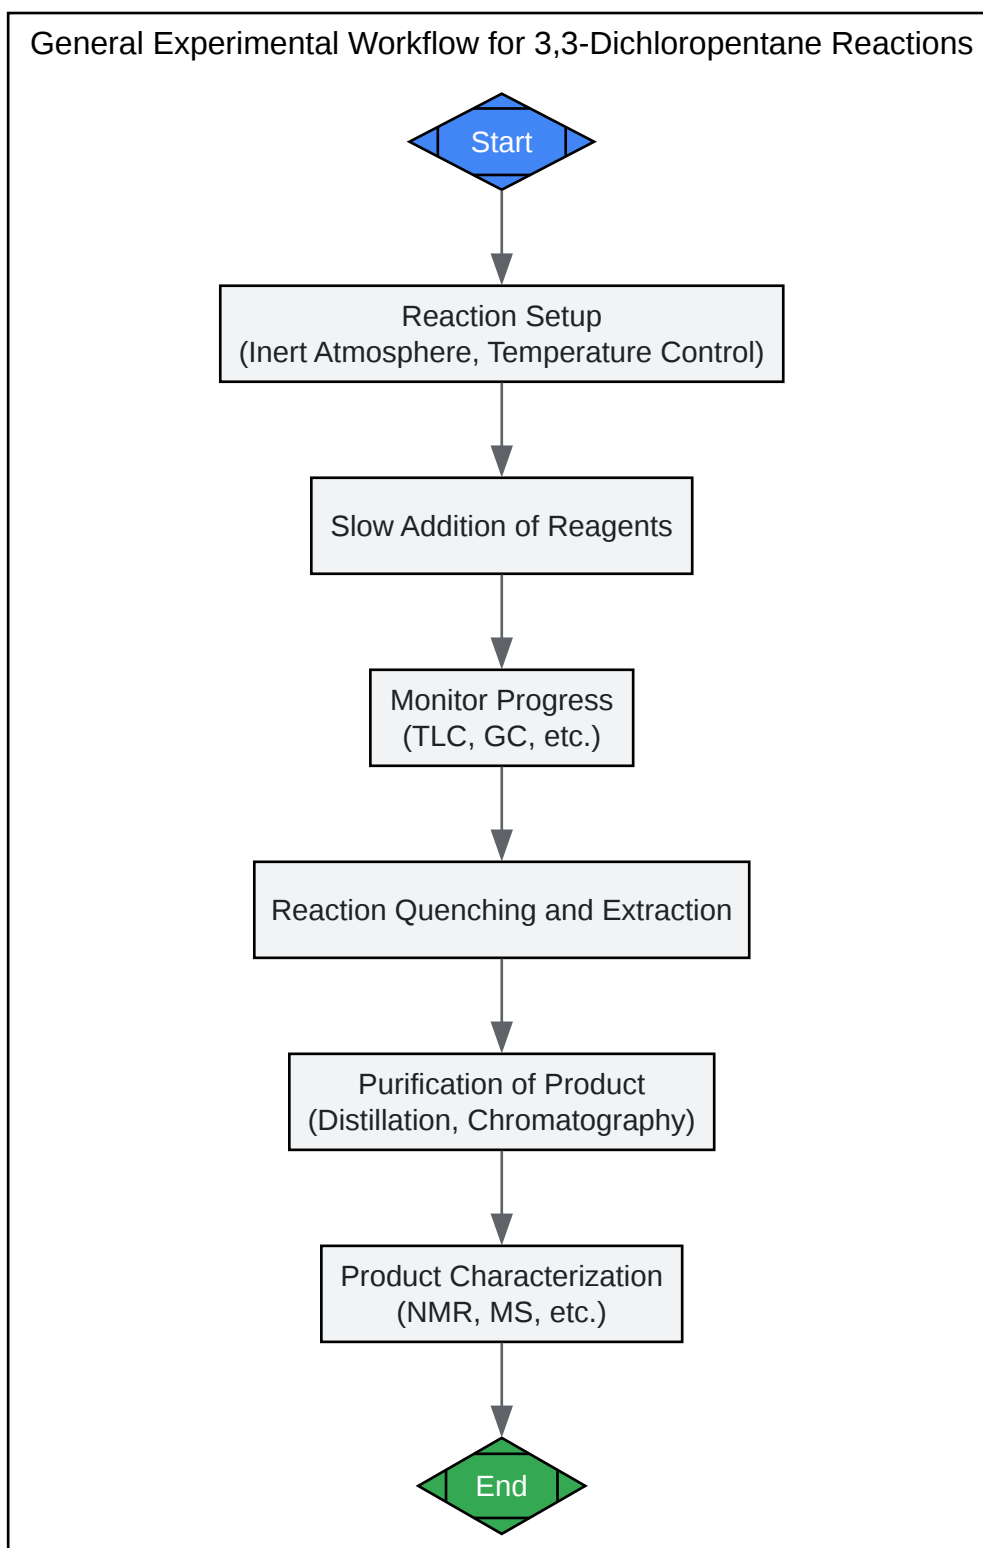 General Experimental Workflow for 3,3-Dichloropentane Reactions
Start
Reaction Setup
(Inert Atmosphere, Temperature Control)
Slow Addition of Reagents
Monitor Progress
(TLC, GC, etc.)
Reaction Quenching and Extraction
Purification of Product
(Distillation, Chromatography)
Product Characterization
(NMR, MS, etc.)
End